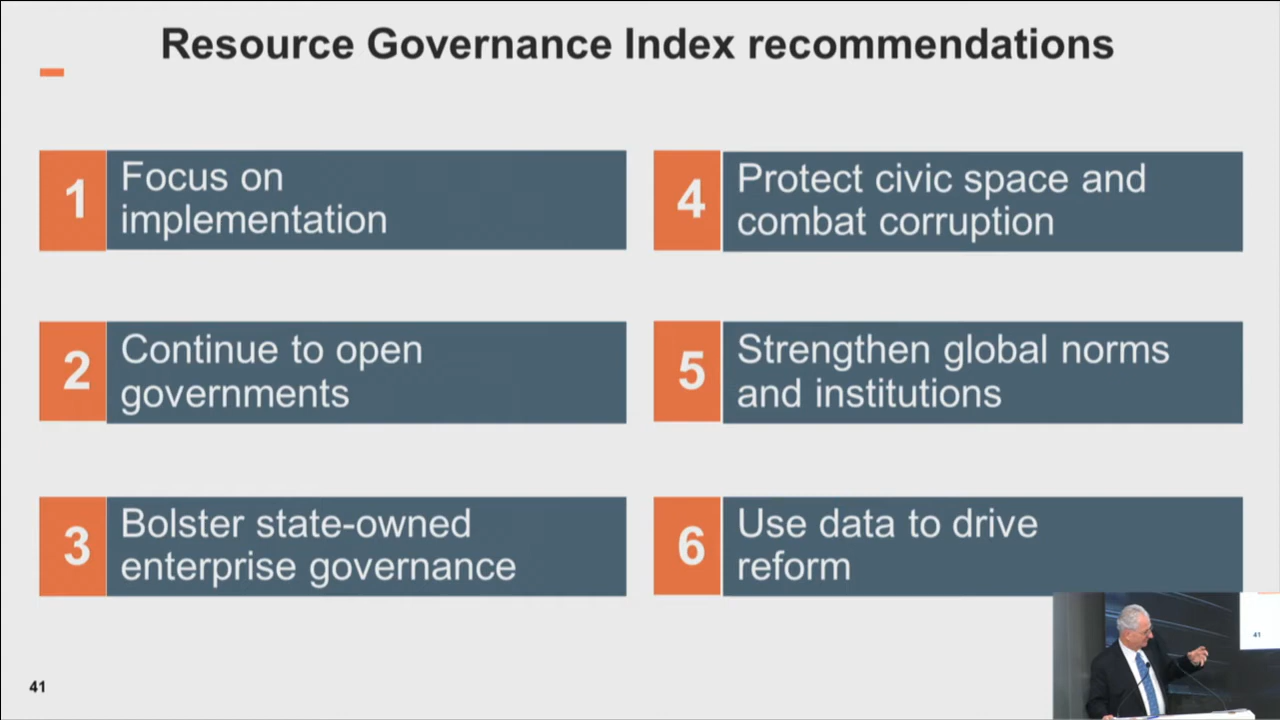 Resource Governance Index recommendations
1
Focus on
implementation
2
Continue to open
governments
3
Bolster state-owned
enterprise governance
4
Protect civic space and
combat corruption
5
Strengthen global norms
and institutions
6
Use data to drive
reform
41
41